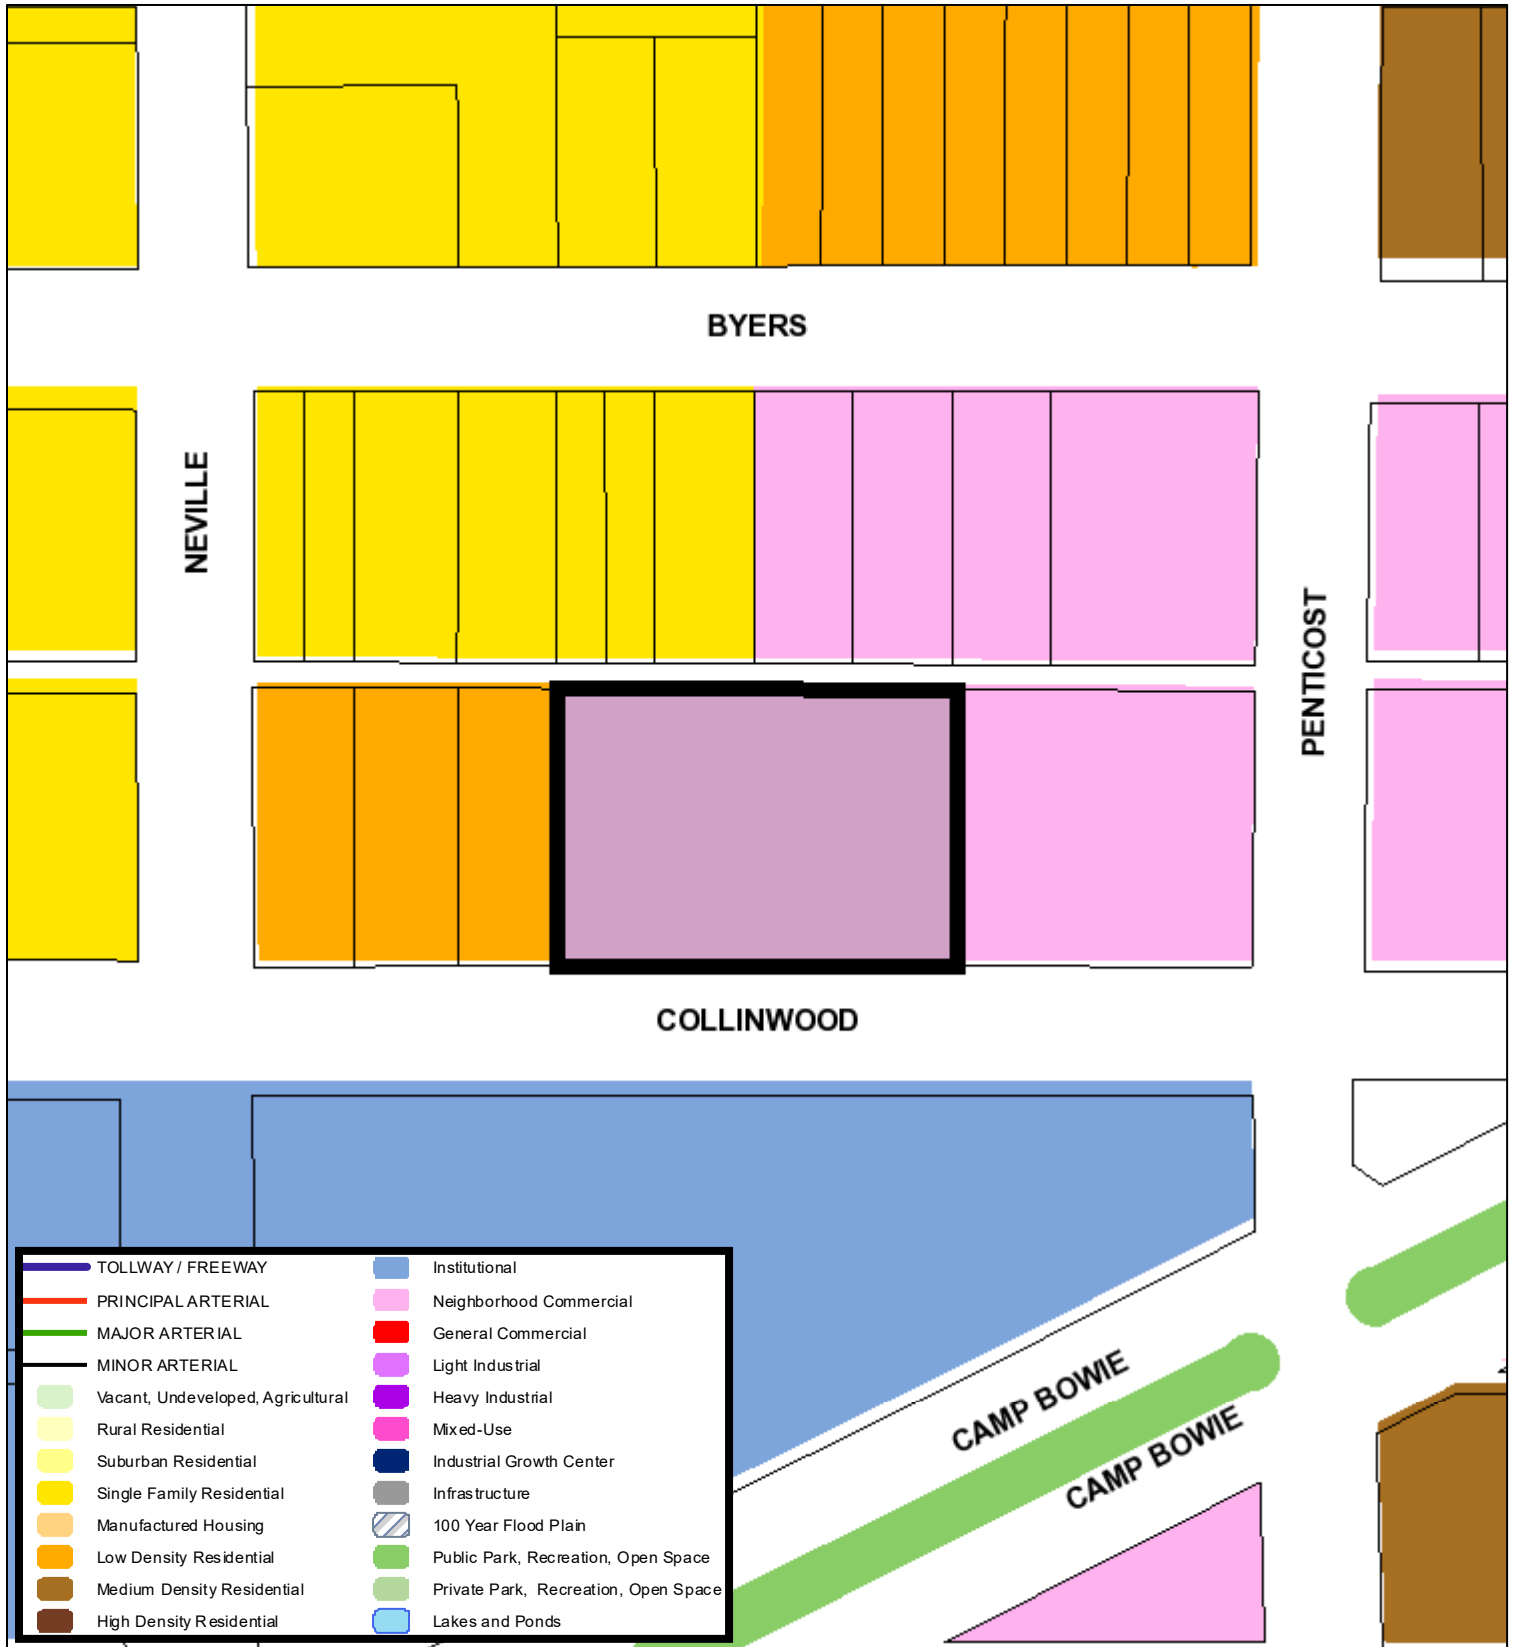 BYERS
NEVILLE
PENTICOST
COLLINWOOD
CAMP BOWIE
CAMP BOWIE
TOLLWAY / FREEWAY
PRINCIPAL ARTERIAL
MAJOR ARTERIAL
MINOR ARTERIAL
Vacant, Undeveloped, Agricultural
Rural Residential
Suburban Residential
Single Family Residential
Manufactured Housing
Low Density Residential
Medium Density Residential
High Density Residential
Institutional
Neighborhood Commercial
General Commercial
Light Industrial
Heavy Industrial
Mixed-Use
Industrial Growth Center
Infrastructure
100 Year Flood Plain
Public Park, Recreation, Open Space
Private Park, Recreation, Open Space
Lakes and Ponds